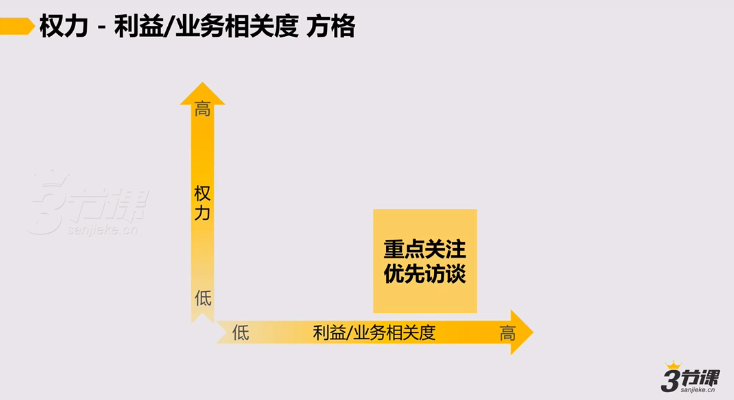 权力 - 利益/业务相关度 方格
高
权
力
低
重点关注
优先访谈
低
利益/业务相关度
高
3节课
sanjieke.cn
3节课
sanjieke.cn